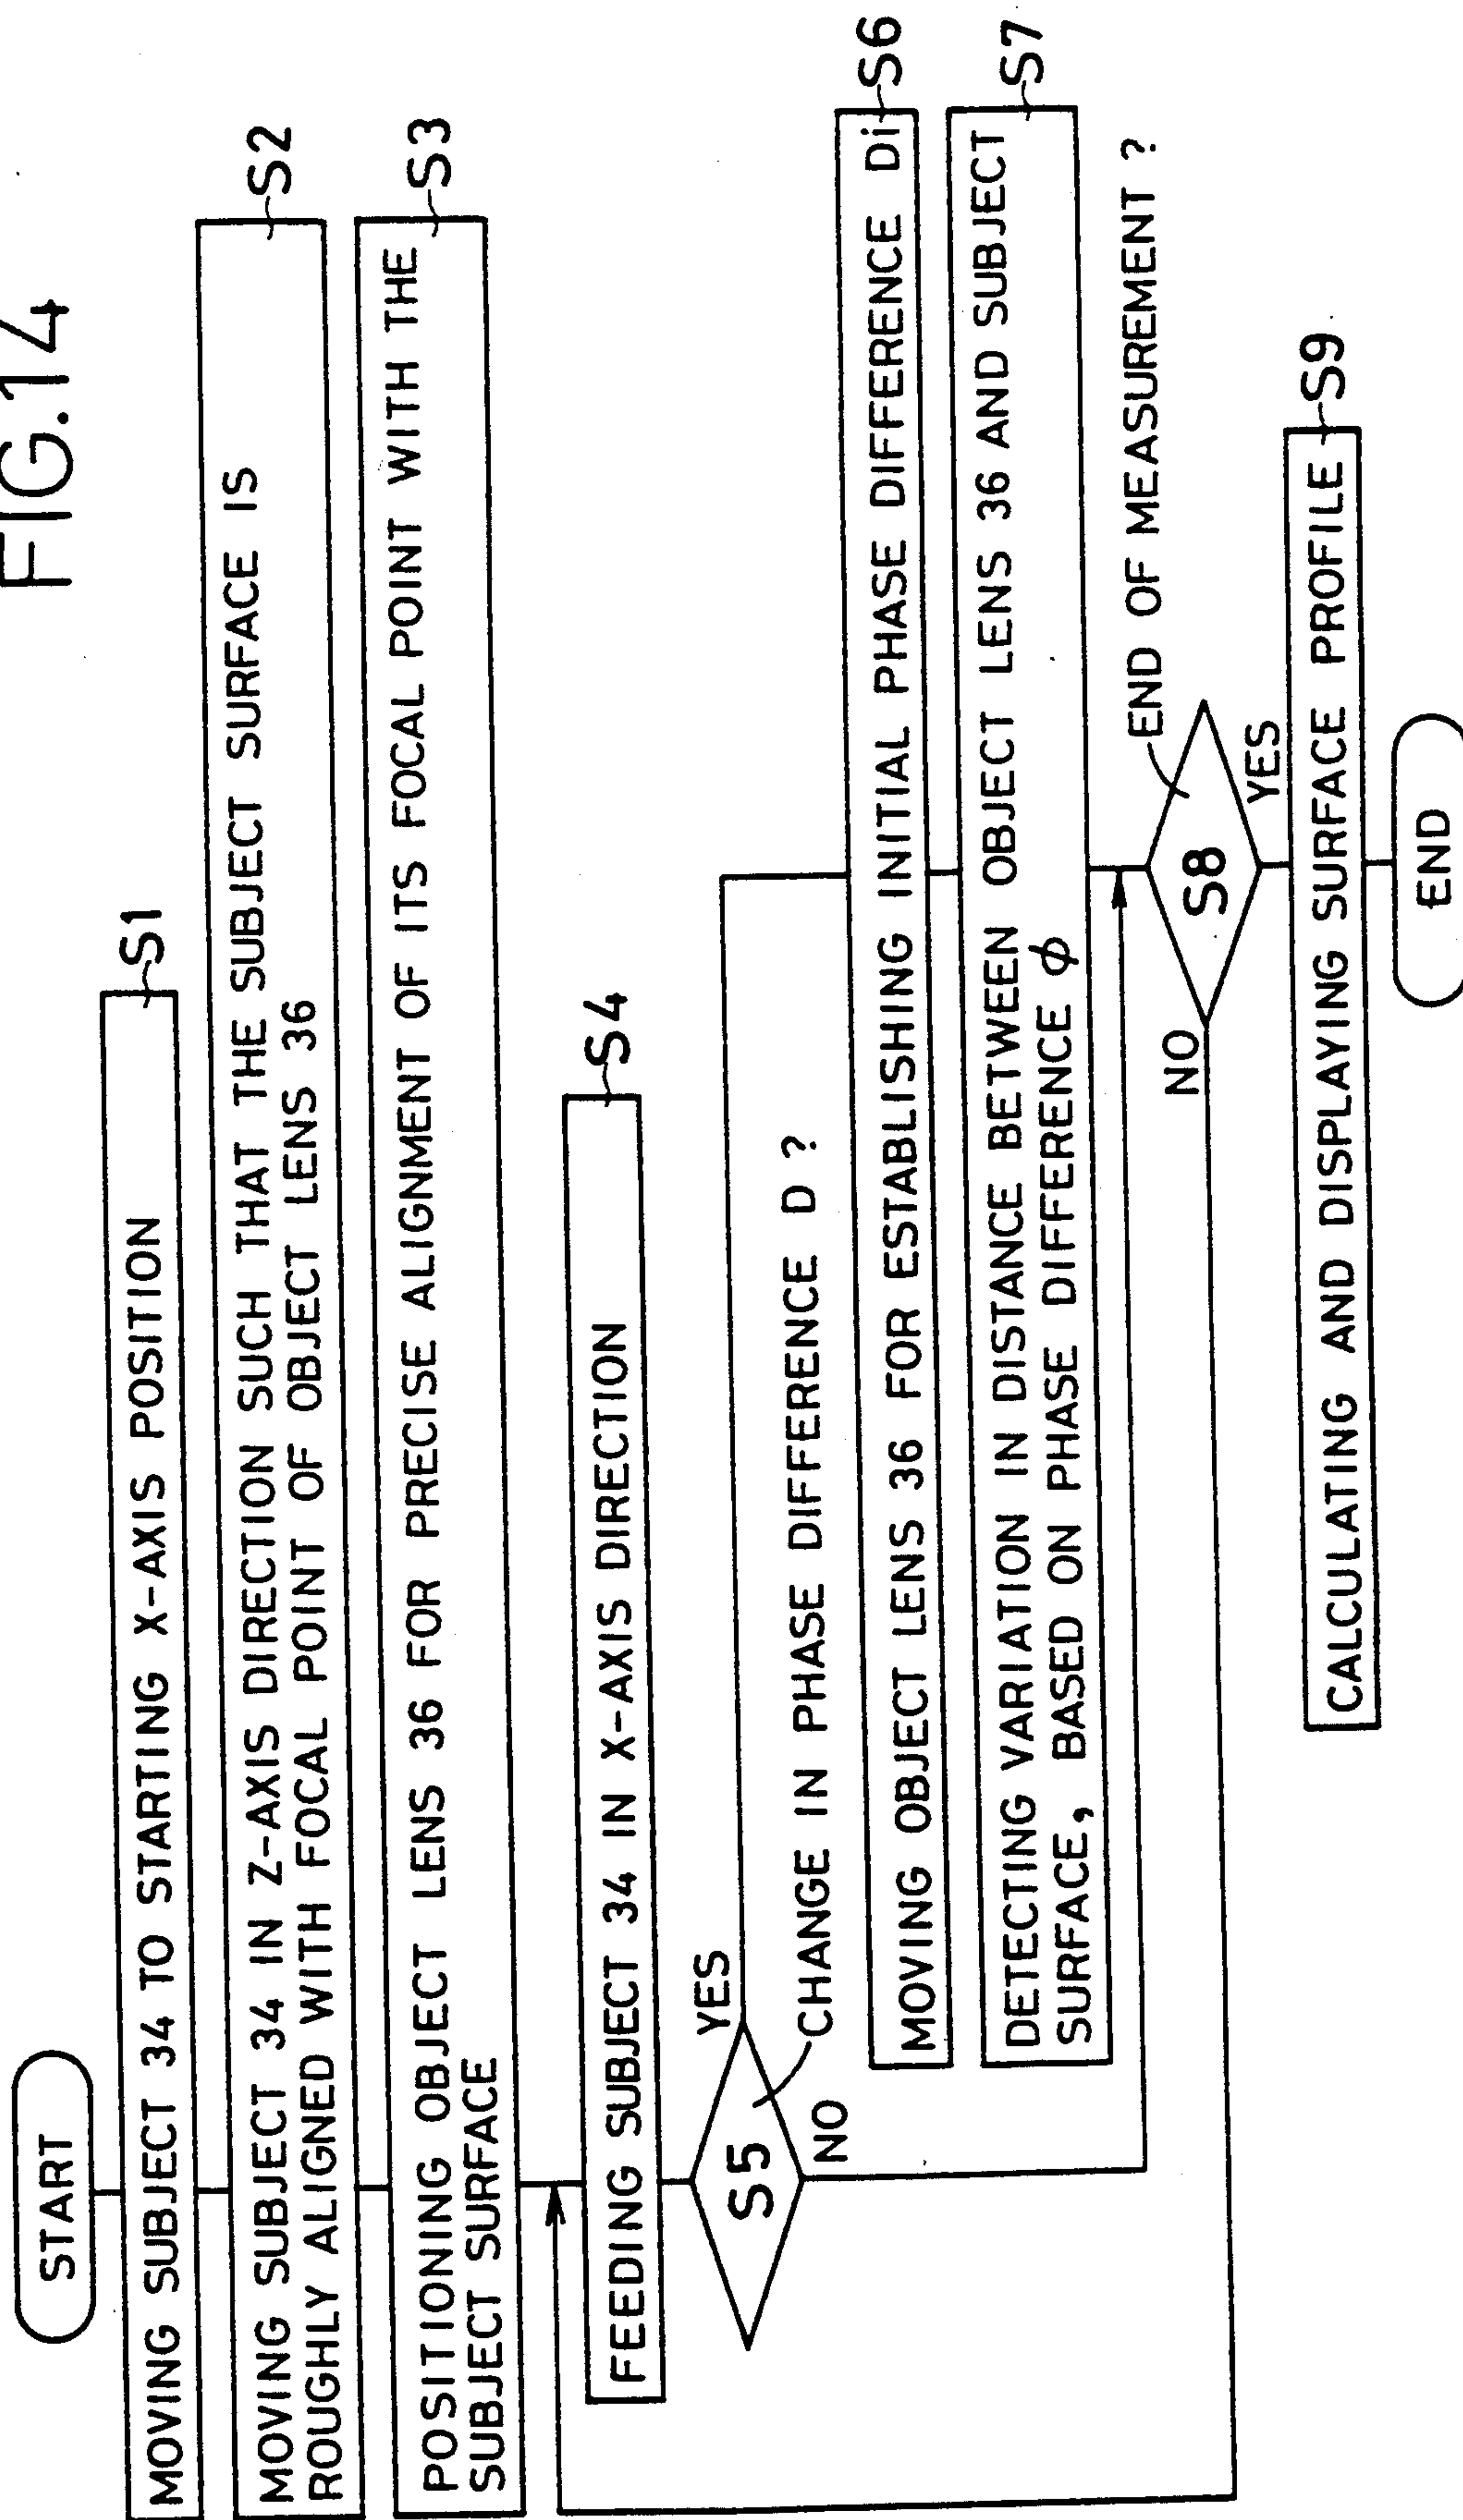 FIG.14
START
MOVING SUBJECT 34 TO STARTING X-AXIS POSITION
S1
MOVING SUBJECT 34 IN Z-AXIS DIRECTION SUCH THAT THE SUBJECT SURFACE IS
ROUGHLY ALIGNED WITH FOCAL POINT OF OBJECT LENS 36
S2
POSITIONING OBJECT LENS 36 FOR PRECISE ALIGNMENT OF ITS FOCAL POINT WITH THE
SUBJECT SURFACE
S3
FEEDING SUBJECT 34 IN X-AXIS DIRECTION
S4
S5
YES
NO
CHANGE IN PHASE DIFFERENCE D ?
MOVING OBJECT LENS 36 FOR ESTABLISHING INITIAL PHASE DIFFERENCE Di
S6
DETECTING VARIATION IN DISTANCE BETWEEN OBJECT LENS 36 AND SUBJECT
SURFACE, BASED ON PHASE DIFFERENCE ϕ
S7
END OF MEASUREMENT ?
S8
NO
YES
CALCULATING AND DISPLAYING SURFACE PROFILE
S9
END